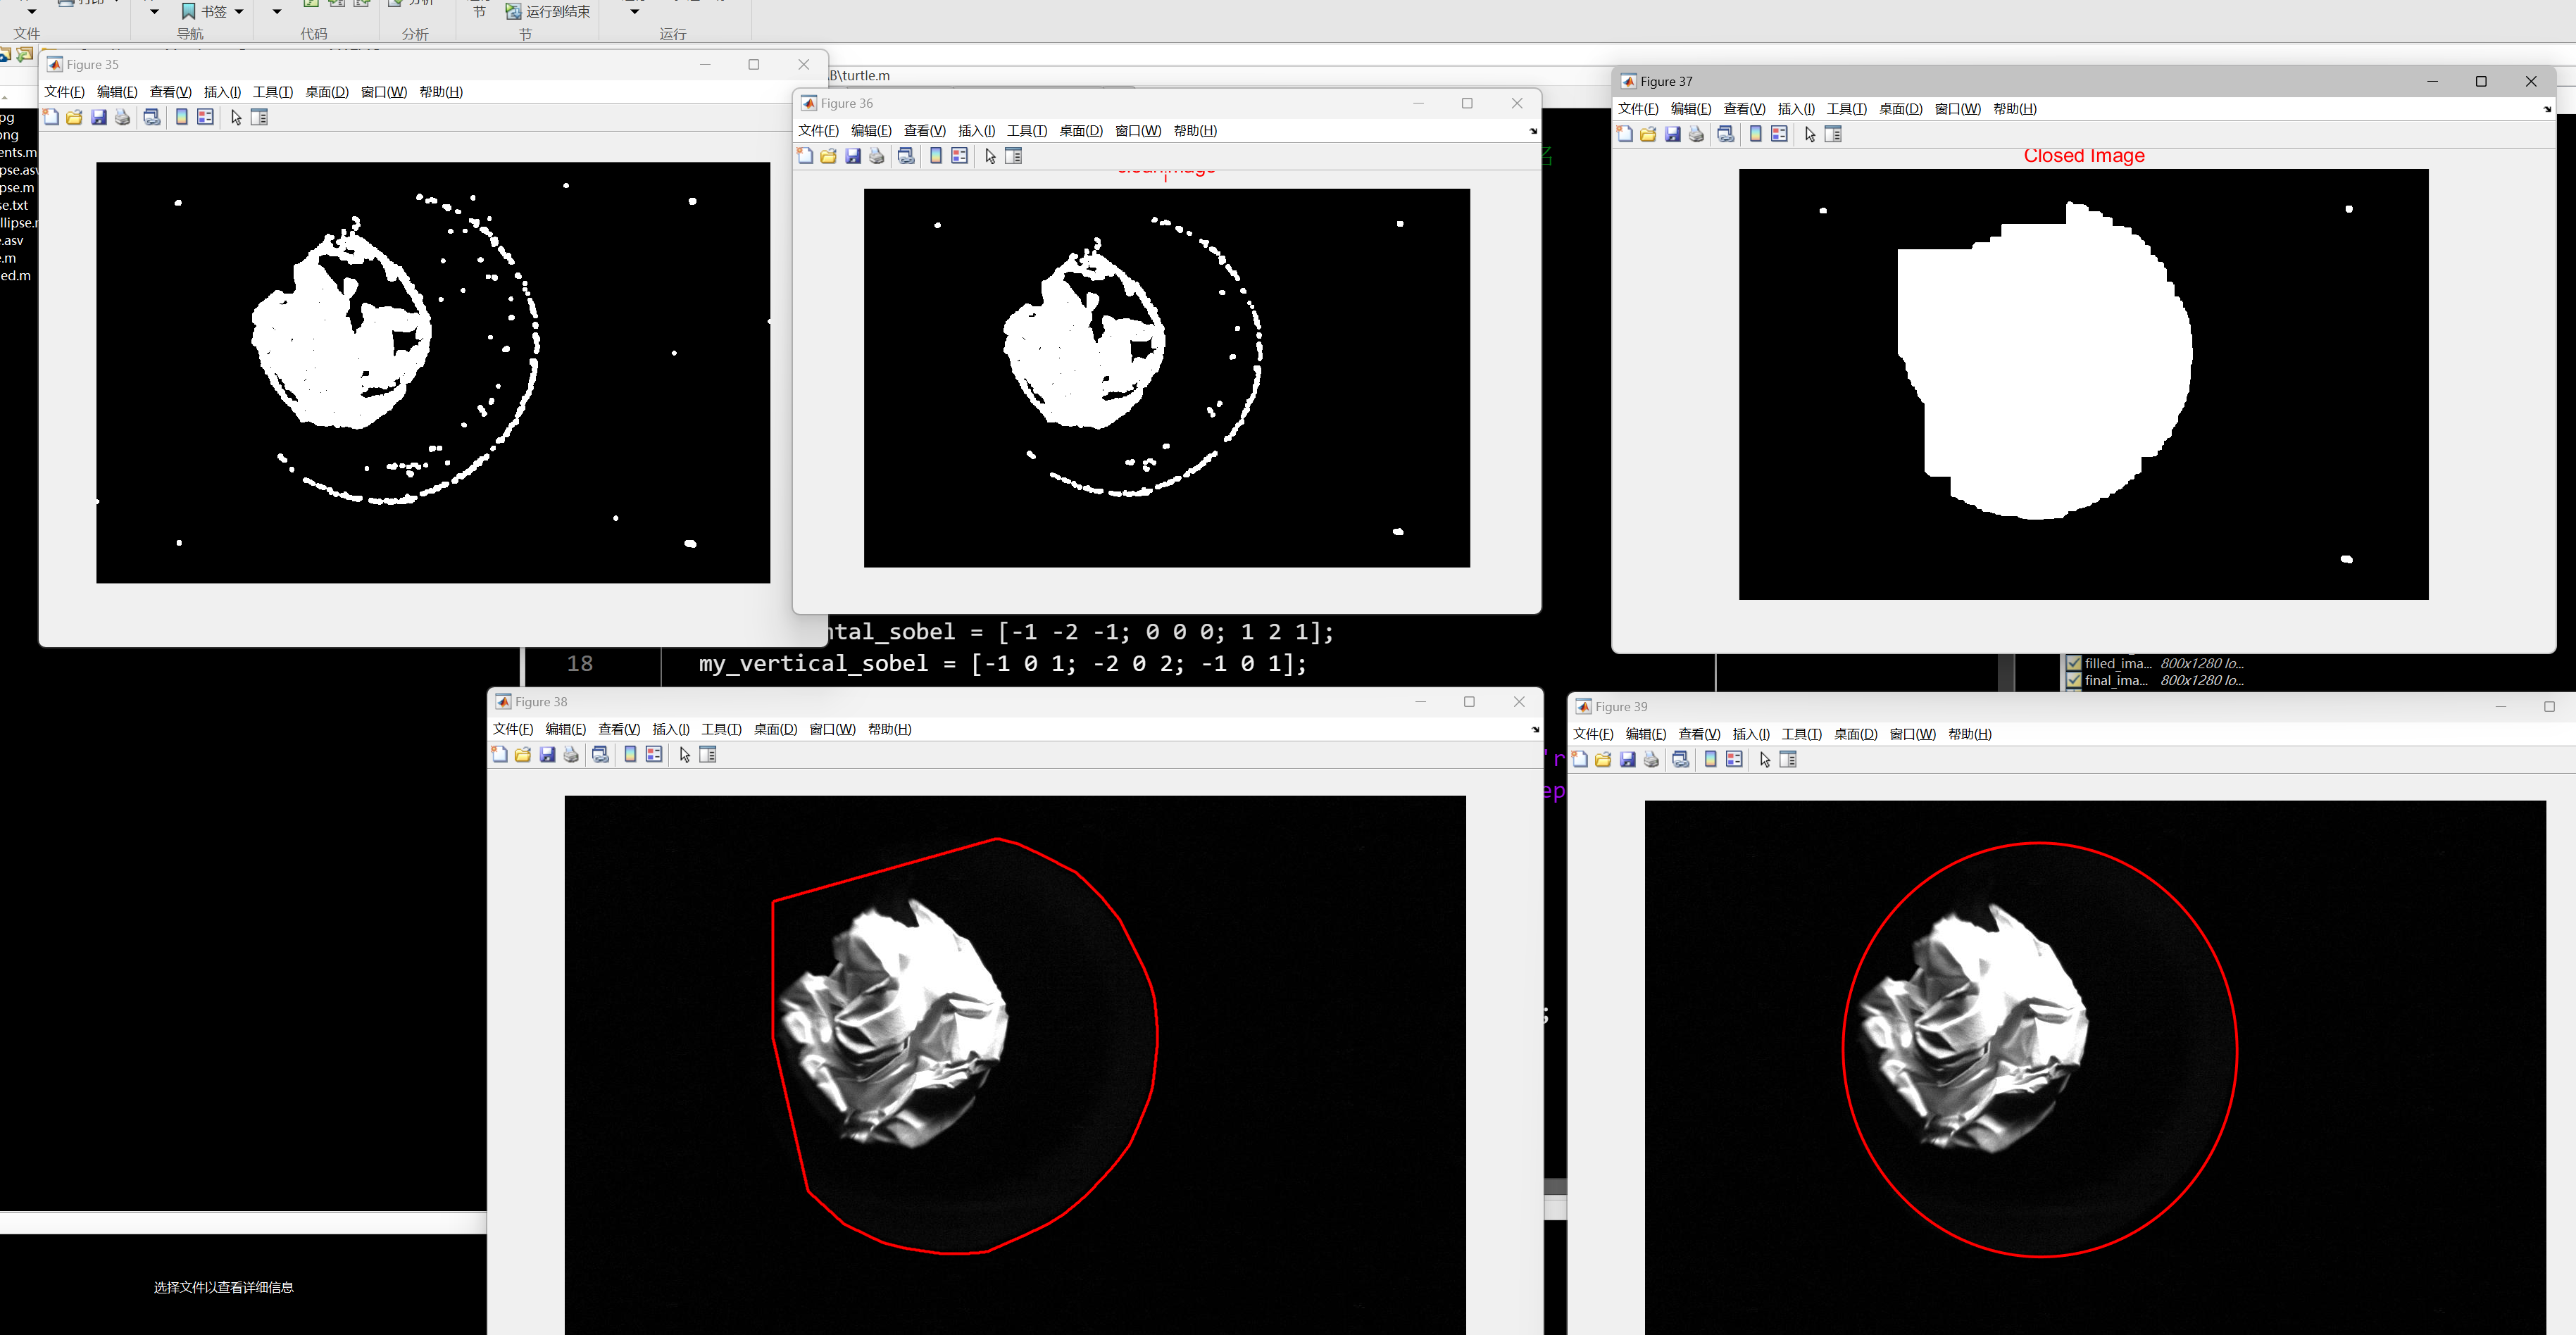 书签
运行到结束
节
文件
导航
代码
分析
节
运行
B\turtle.m
Figure 35
文件(F) 编辑(E) 查看(V) 插入(I) 工具(T) 桌面(D) 窗口(W) 帮助(H)
Figure 36
文件(F) 编辑(E) 查看(V) 插入(I) 工具(T) 桌面(D) 窗口(W) 帮助(H)
Figure 37
文件(F) 编辑(E) 查看(V) 插入(I) 工具(T) 桌面(D) 窗口(W) 帮助(H)
Closed Image
pg
ents.m
pse.asv
pse.m
se.txt
.asv
ed.m
ntal_sobel = [-1 -2 -1; 0 0 0; 1 2 1];
18 my_vertical_sobel = [-1 0 1; -2 0 2; -1 0 1];
filled_ima... 800x1280 lo...
final_ima... 800x1280 lo...
Figure 38
文件(F) 编辑(E) 查看(V) 插入(I) 工具(T) 桌面(D) 窗口(W) 帮助(H)
Figure 39
文件(F) 编辑(E) 查看(V) 插入(I) 工具(T) 桌面(D) 窗口(W) 帮助(H)
'r
ep
;
选择文件以查看详细信息